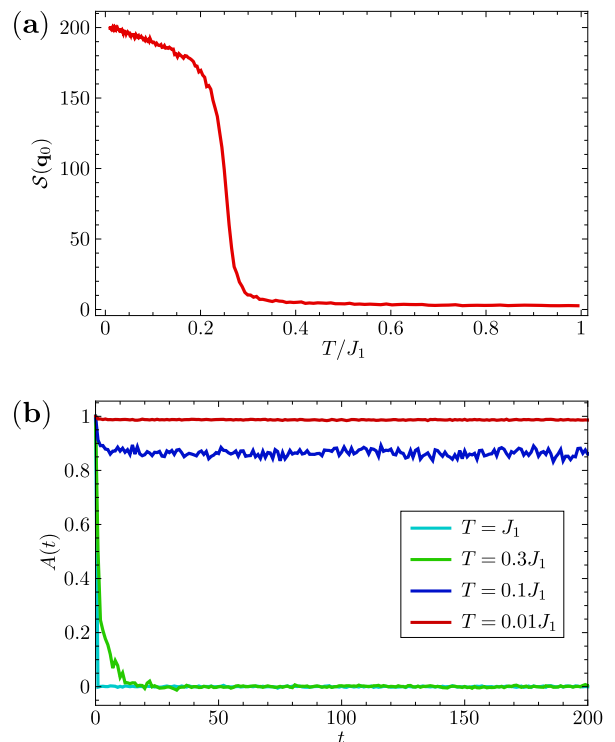 (a)
200
150
100
50
0
S(q₀)
0 0.2 0.4 0.6 0.8 1
T/J₁
(b)
1
0.8
0.6
0.4
0.2
0
A(t)
T = J₁
T = 0.3J₁
T = 0.1J₁
T = 0.01J₁
0 50 100 150 200
t